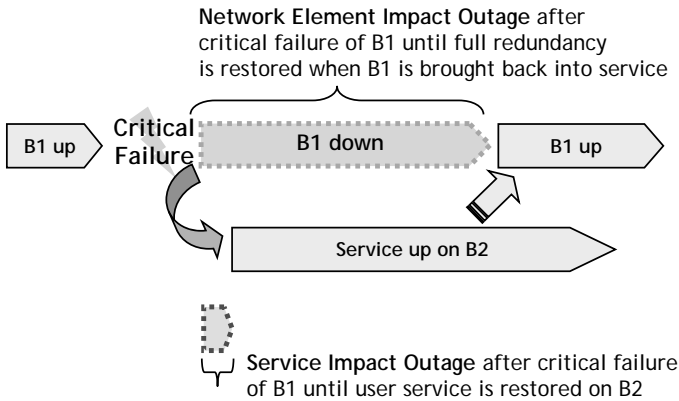 Network Element Impact Outage after
critical failure of B1 until full redundancy
is restored when B1 is brought back into service
B1 up
Critical
Failure
B1 down
B1 up
Service up on B2
Service Impact Outage after critical failure
of B1 until user service is restored on B2